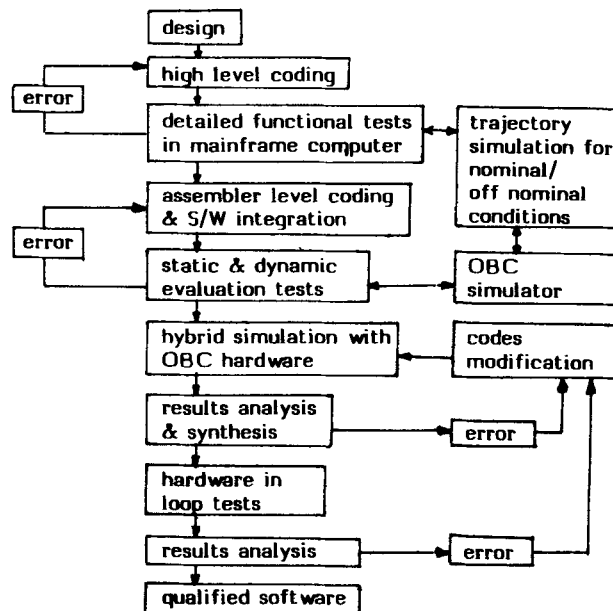 design
high level coding
error
detailed functional tests
in mainframe computer
trajectory
simulation for
nominal/
off nominal
conditions
assembler level coding
& S/W integration
error
static & dynamic
evaluation tests
OBC
simulator
hybrid simulation with
OBC hardware
codes
modification
results analysis
& synthesis
error
hardware in
loop tests
results analysis
error
qualified software